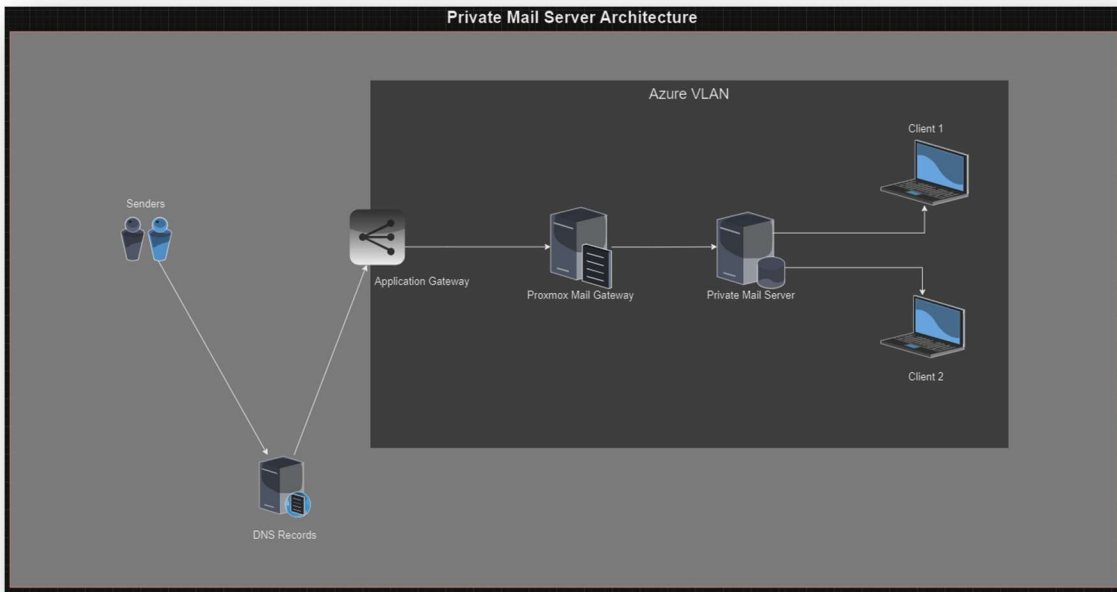 Private Mail Server Architecture
Azure VLAN
Client 1
Senders
Application Gateway
Proxmox Mail Gateway
Private Mail Server
Client 2
DNS Records